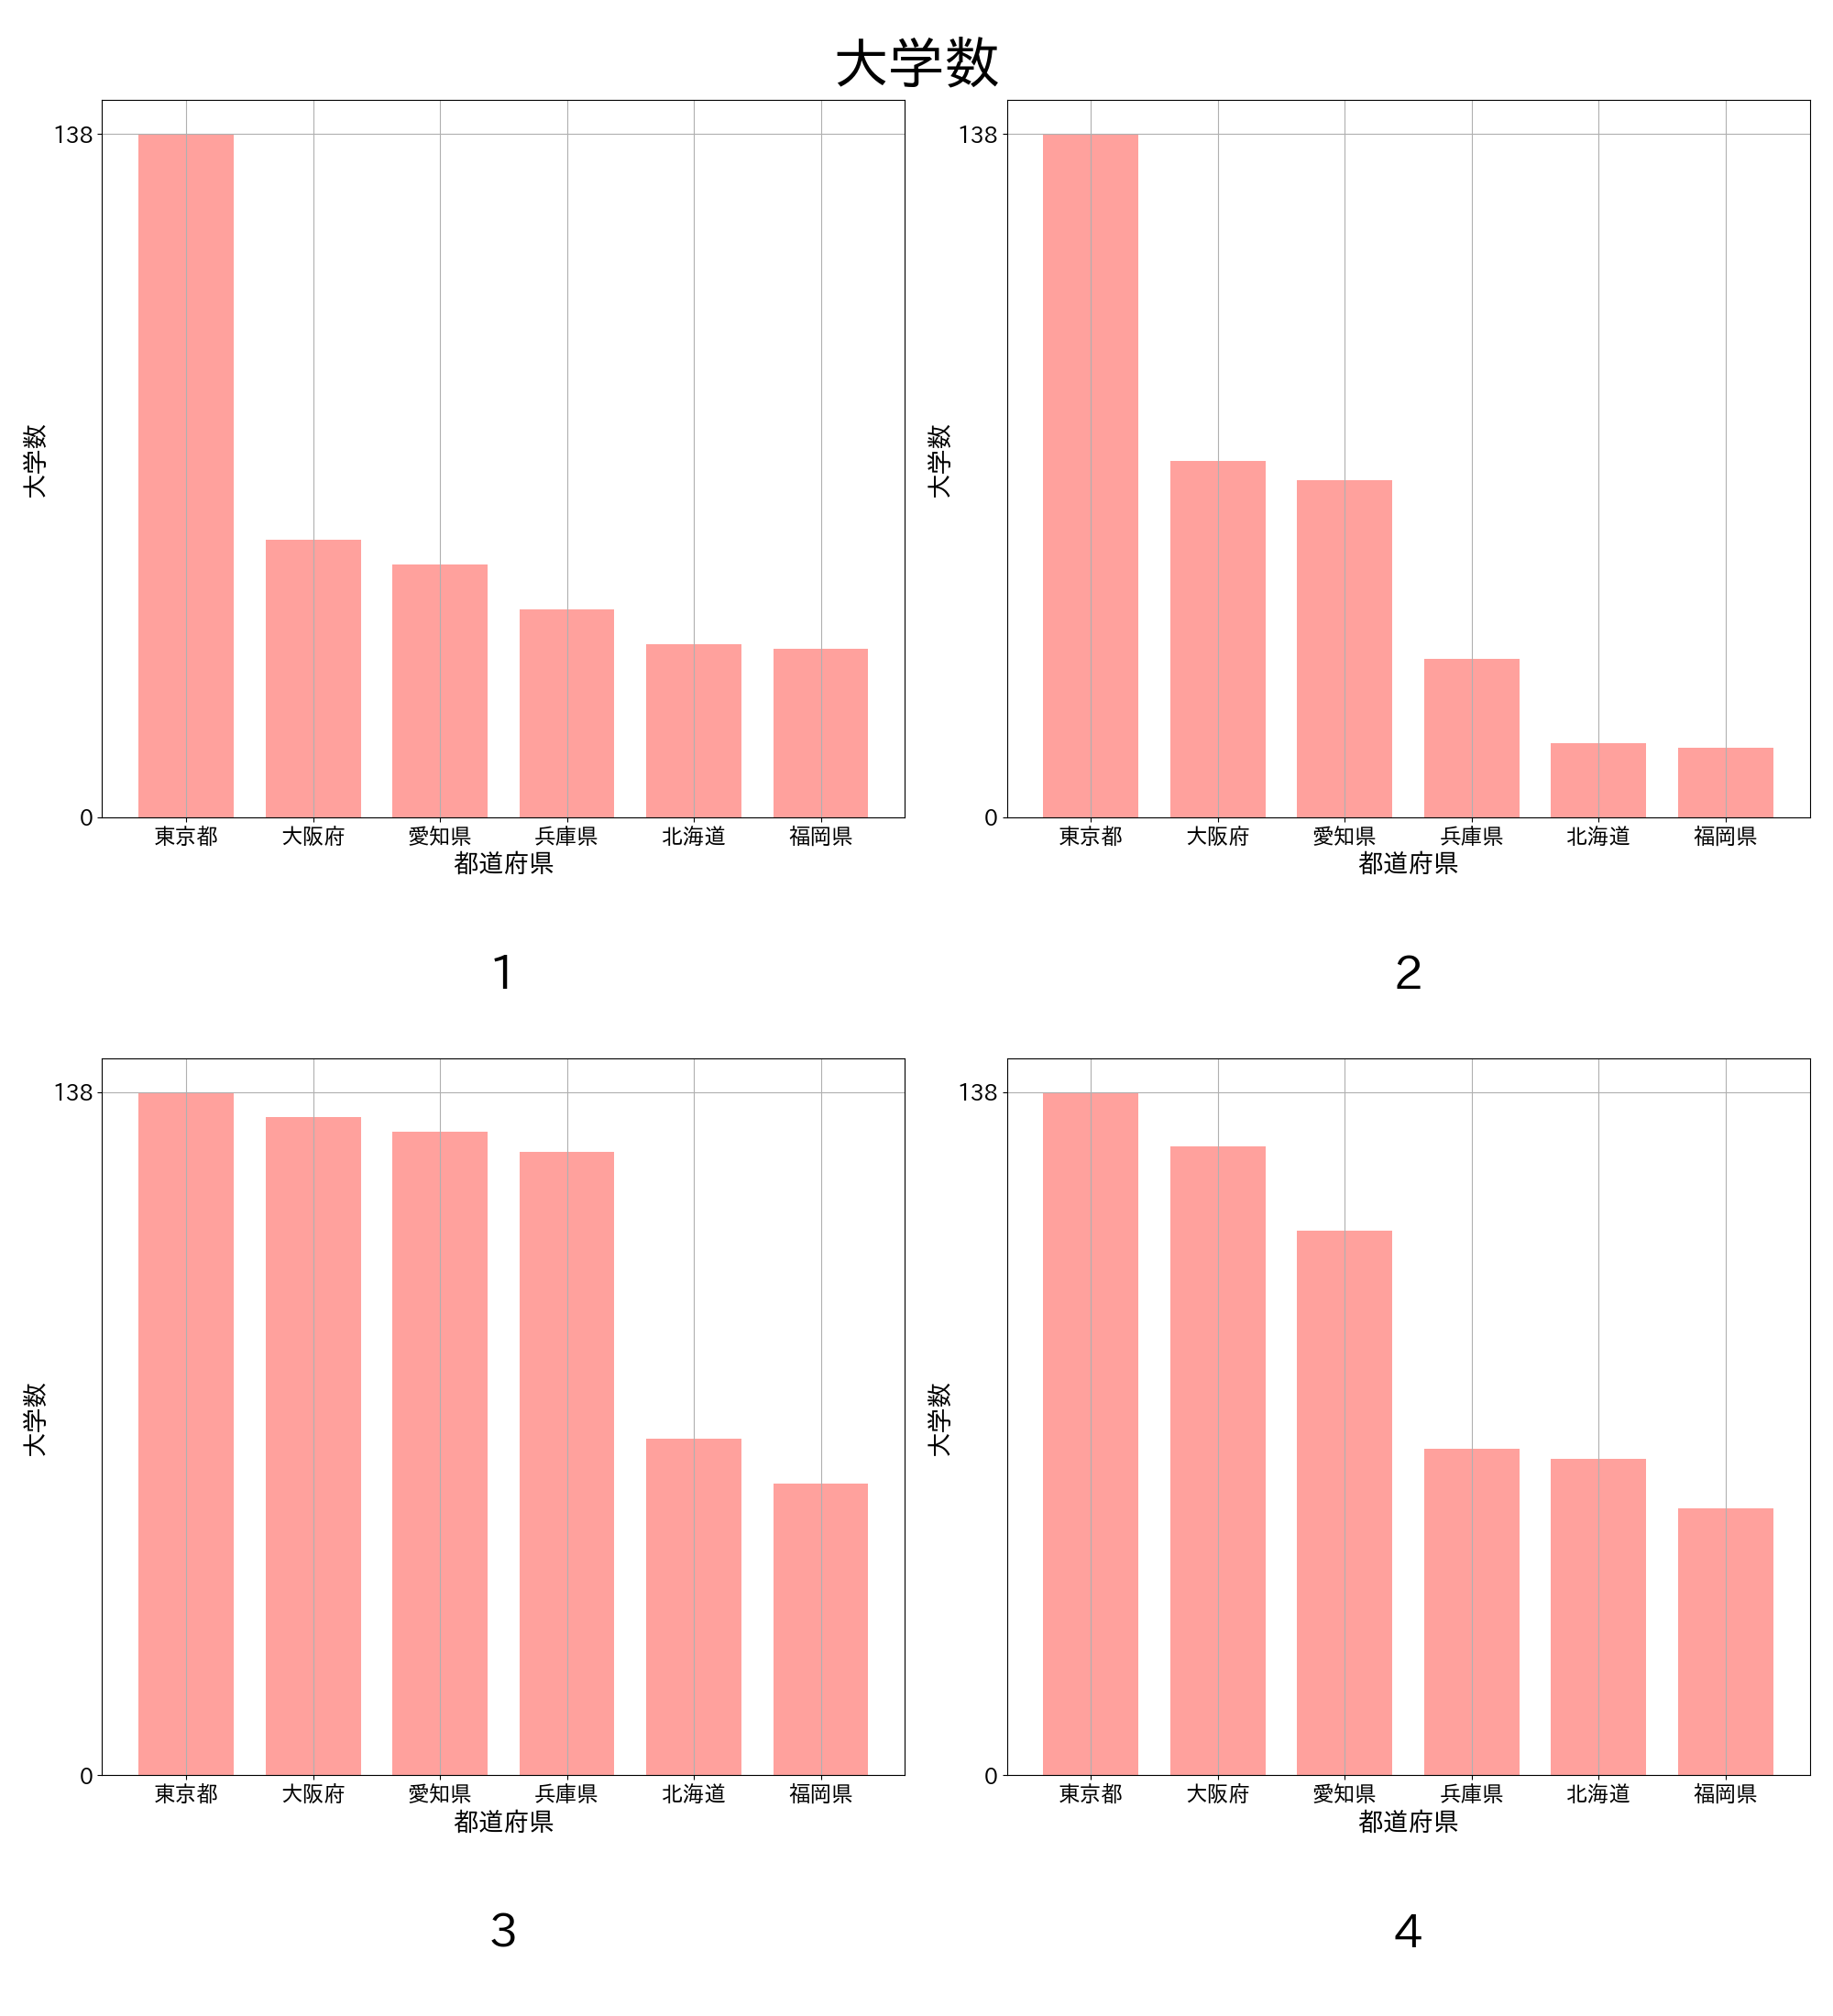 大学数
138
0
大学数
東京都 大阪府 愛知県 兵庫県 北海道 福岡県
都道府県
1
138
0
大学数
東京都 大阪府 愛知県 兵庫県 北海道 福岡県
都道府県
2
138
0
大学数
東京都 大阪府 愛知県 兵庫県 北海道 福岡県
都道府県
3
138
0
大学数
東京都 大阪府 愛知県 兵庫県 北海道 福岡県
都道府県
4